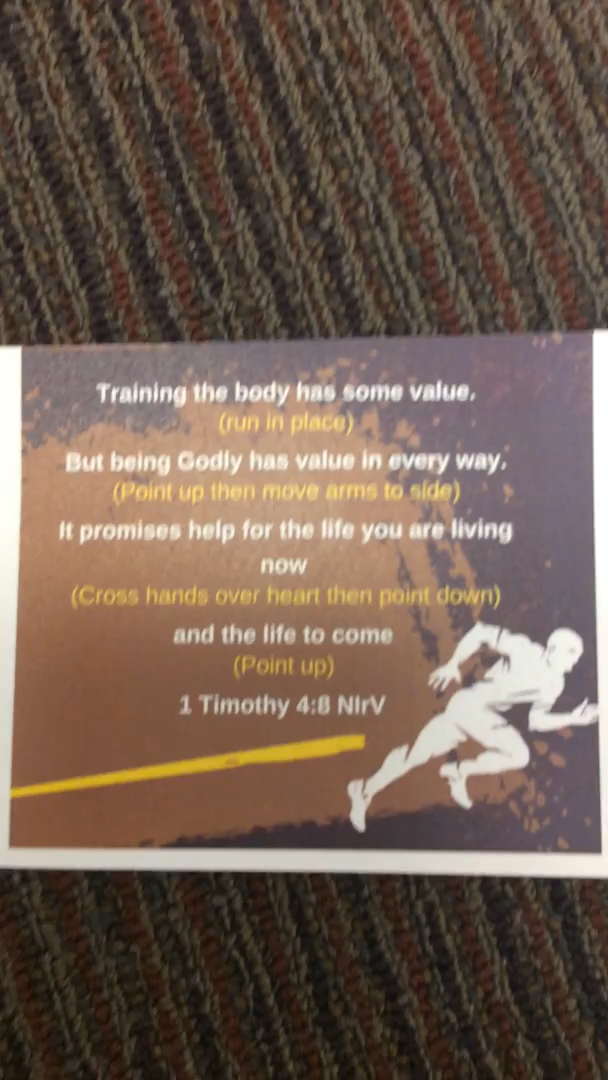 Training the body has some value.
(run in place)
But being Godly has value in every way.
(Point up then move arms to side)
It promises help for the life you are living
now
(Cross hands over heart then point down)
and the life to come
(Point up)
1 Timothy 4:8 NIrV